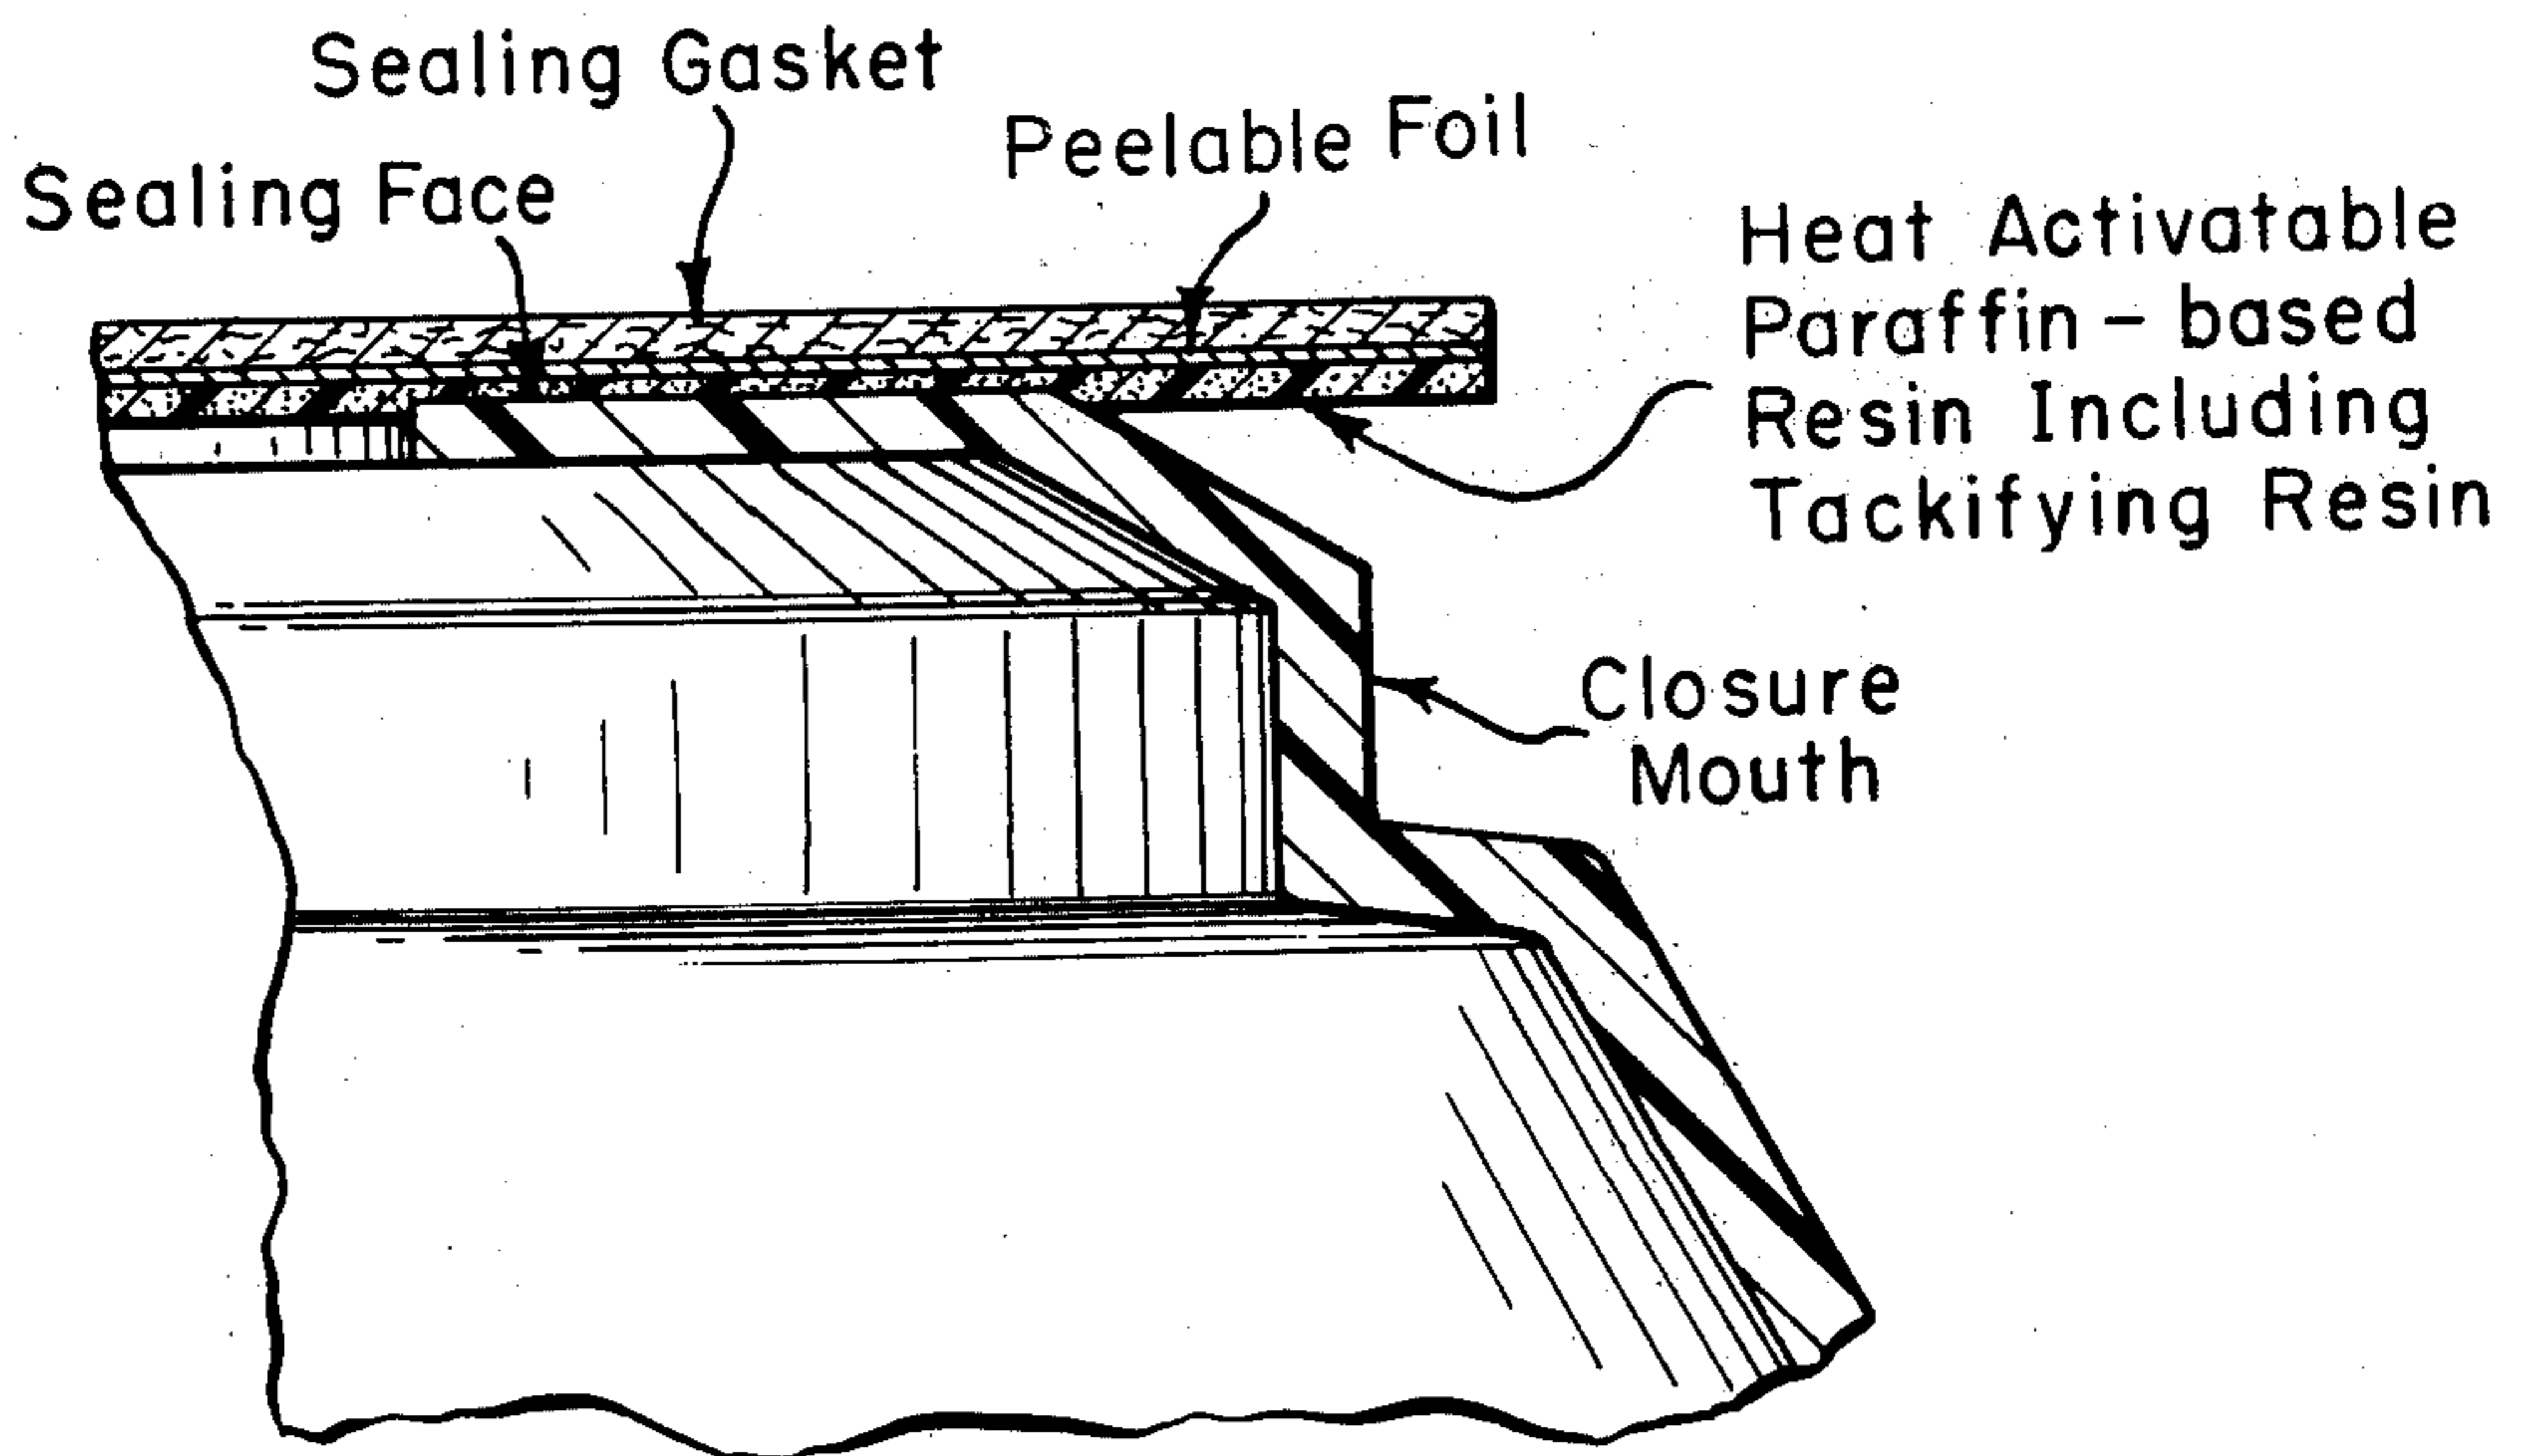 Sealing Gasket
Peelable Foil
Sealing Face
Heat Activatable
Paraffin - based
Resin Including
Tackifying Resin
Closure
Mouth